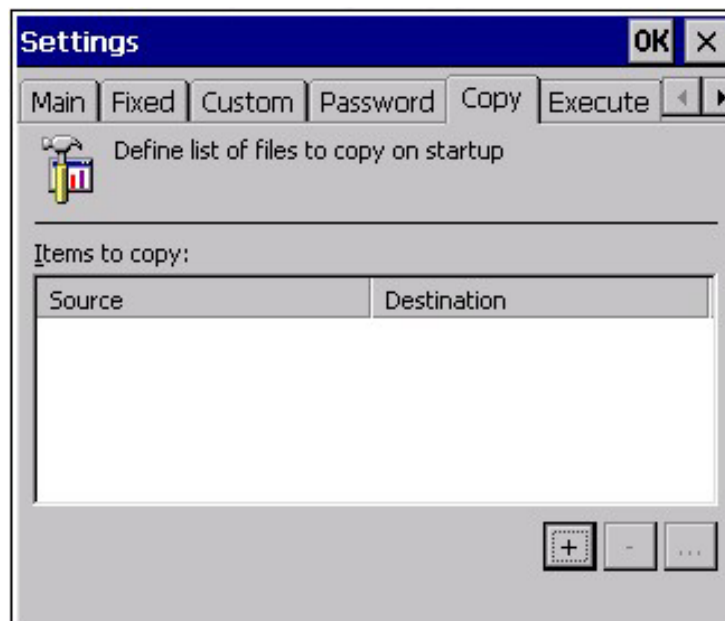 Settings OK ×
Main Fixed Custom Password Copy Execute
Define list of files to copy on startup
Items to copy:
Source Destination
+ - ...